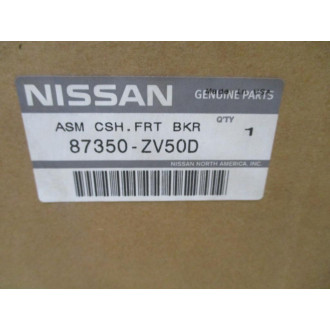 NISSAN
GENUINE PARTS
ASM CSH.FRT BKR
Q'TY
1
87350-ZV50D
NISSAN NORTH AMERICA, INC.